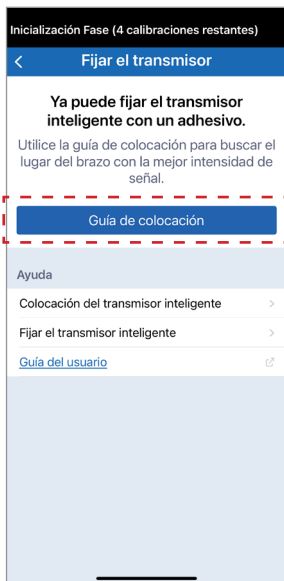 Inicialización Fase (4 calibraciones restantes)
Fijar el transmisor
Ya puede fijar el transmisor
inteligente con un adhesivo.
Utilice la guía de colocación para buscar el
lugar del brazo con la mejor intensidad de
señal.
Guía de colocación
Ayuda
Colocación del transmisor inteligente
Fijar el transmisor inteligente
Guía del usuario